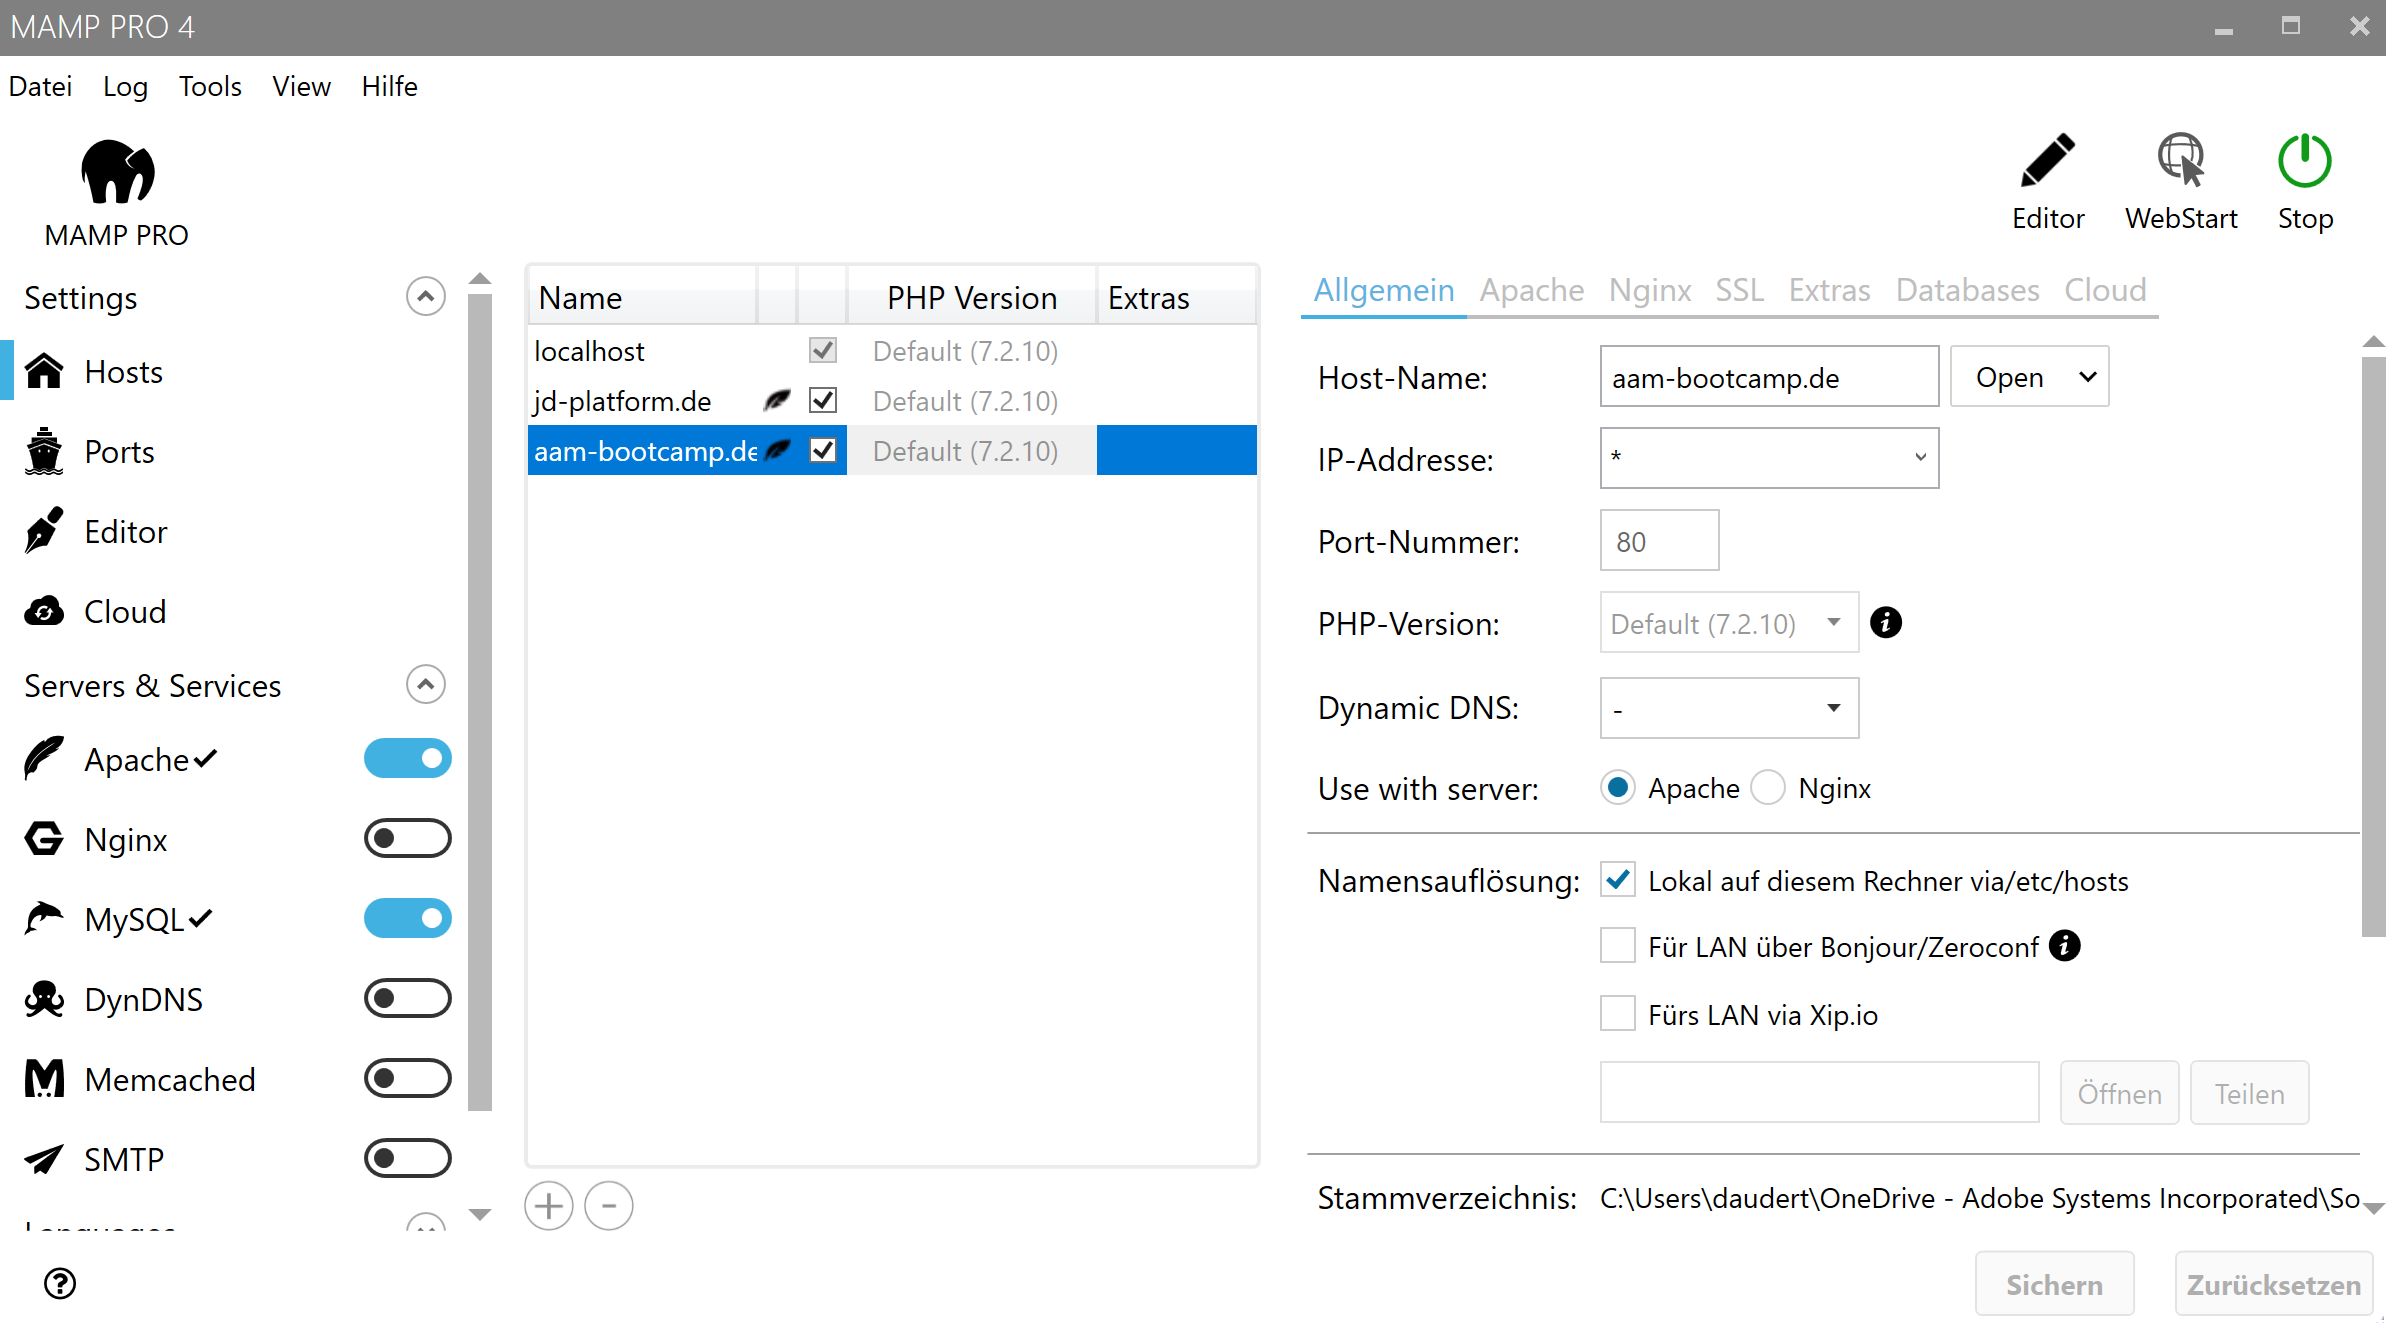 MAMP PRO 4
Datei Log Tools View Hilfe
MAMP PRO
Editor WebStart Stop
Settings
Hosts
Ports
Editor
Cloud
Servers & Services
Apache
Nginx
MySQL
DynDNS
Memcached
SMTP
Languages
Name PHP Version Extras
localhost Default (7.2.10)
jd-platform.de Default (7.2.10)
aam-bootcamp.de Default (7.2.10)
Allgemein Apache Nginx SSL Extras Databases Cloud
Host-Name: aam-bootcamp.de Open
IP-Addresse: *
Port-Nummer: 80
PHP-Version: Default (7.2.10)
Dynamic DNS: -
Use with server: Apache Nginx
Namensauflösung: Lokal auf diesem Rechner via/etc/hosts
Für LAN über Bonjour/Zeroconf
Fürs LAN via Xip.io
Öffnen Teilen
Stammverzeichnis: C:\Users\daudert\OneDrive - Adobe Systems Incorporated\So
Sichern Zurücksetzen